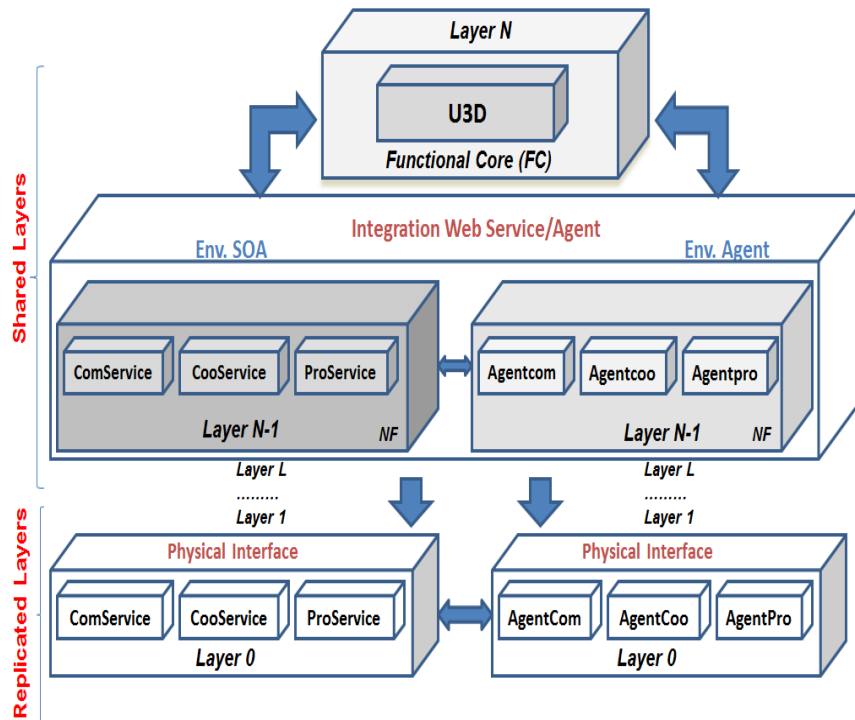 Layer N
U3D
Functional Core (FC)
Shared Layers
Integration Web Service/Agent
Env. SOA
Env. Agent
ComService
CooService
ProService
Layer N-1
NF
Agentcom
Agentcoo
Agentpro
Layer N-1
NF
Layer L
.........
Layer 1
Layer L
.........
Layer 1
Replicated Layers
Physical Interface
ComService
CooService
ProService
Layer 0
Physical Interface
AgentCom
AgentCoo
AgentPro
Layer 0